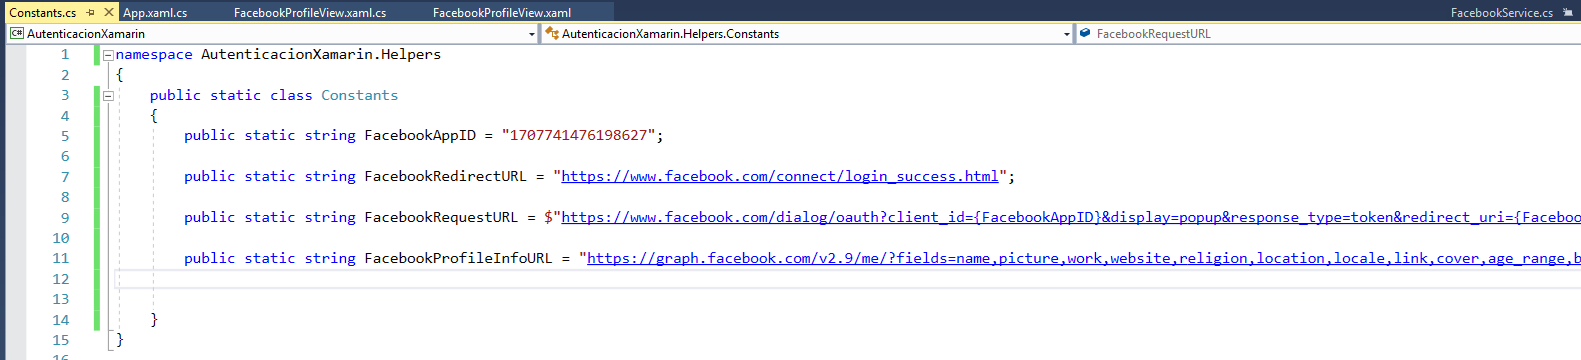 Constants.cs App.xaml.cs FacebookProfileView.xaml.cs FacebookProfileView.xaml FacebookService.cs
C# AutenticacionXamarin AutenticacionXamarin.Helpers.Constants FacebookRequestURL
1 namespace AutenticacionXamarin.Helpers
2 {
3 public static class Constants
4 {
5 public static string FacebookAppID = "1707741476198627";
6
7 public static string FacebookRedirectURL = "https://www.facebook.com/connect/login_success.html";
8
9 public static string FacebookRequestURL = $"https://www.facebook.com/dialog/oauth?client_id={FacebookAppID}&display=popup&response_type=token&redirect_uri={Faceboo
10
11 public static string FacebookProfileInfoURL = "https://graph.facebook.com/v2.9/me/?fields=name,picture,work,website,religion,location,locale,link,cover,age_range,b
12
13
14 }
15 }
16